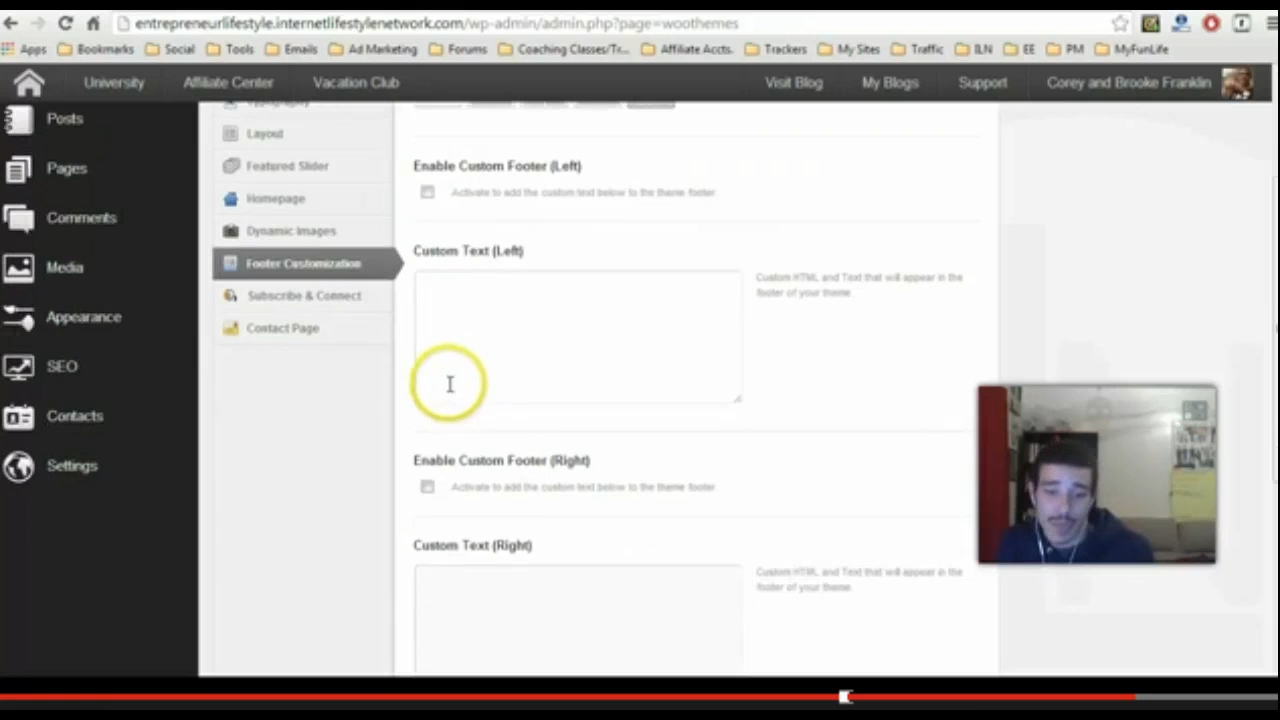 entrepreneurlifestyle.internetlifestylenetwork.com/wp-admin/admin.php?page=woothemes
Apps Bookmarks Social Tools Emails Ad Marketing Forums Coaching Classes/Tr... Affiliate Accts. Trackers My Sites Traffic ILN EE PM MyFunLife
University Affiliate Center Vacation Club Visit Blog My Blogs Support Corey and Brooke Franklin
Posts
Pages
Comments
Media
Appearance
SEO
Contacts
Settings
Layout
Featured Slider
Homepage
Dynamic Images
Footer Customization
Subscribe & Connect
Contact Page
Enable Custom Footer (Left)
Activate to add the custom text below to the theme footer.
Custom Text (Left)
Custom HTML and Text that will appear in the
footer of your theme.
Enable Custom Footer (Right)
Activate to add the custom text below to the theme footer.
Custom Text (Right)
Custom HTML and Text that will appear in the
footer of your theme.